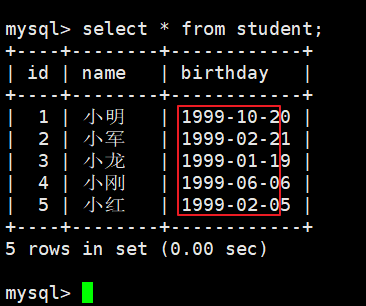 mysql> select * from student;
+----+--------+------------+
| id | name | birthday |
+----+--------+------------+
| 1 | 小明 | 1999-10-20 |
| 2 | 小军 | 1999-02-21 |
| 3 | 小龙 | 1999-01-19 |
| 4 | 小刚 | 1999-06-06 |
| 5 | 小红 | 1999-02-05 |
+----+--------+------------+
5 rows in set (0.00 sec)
mysql>